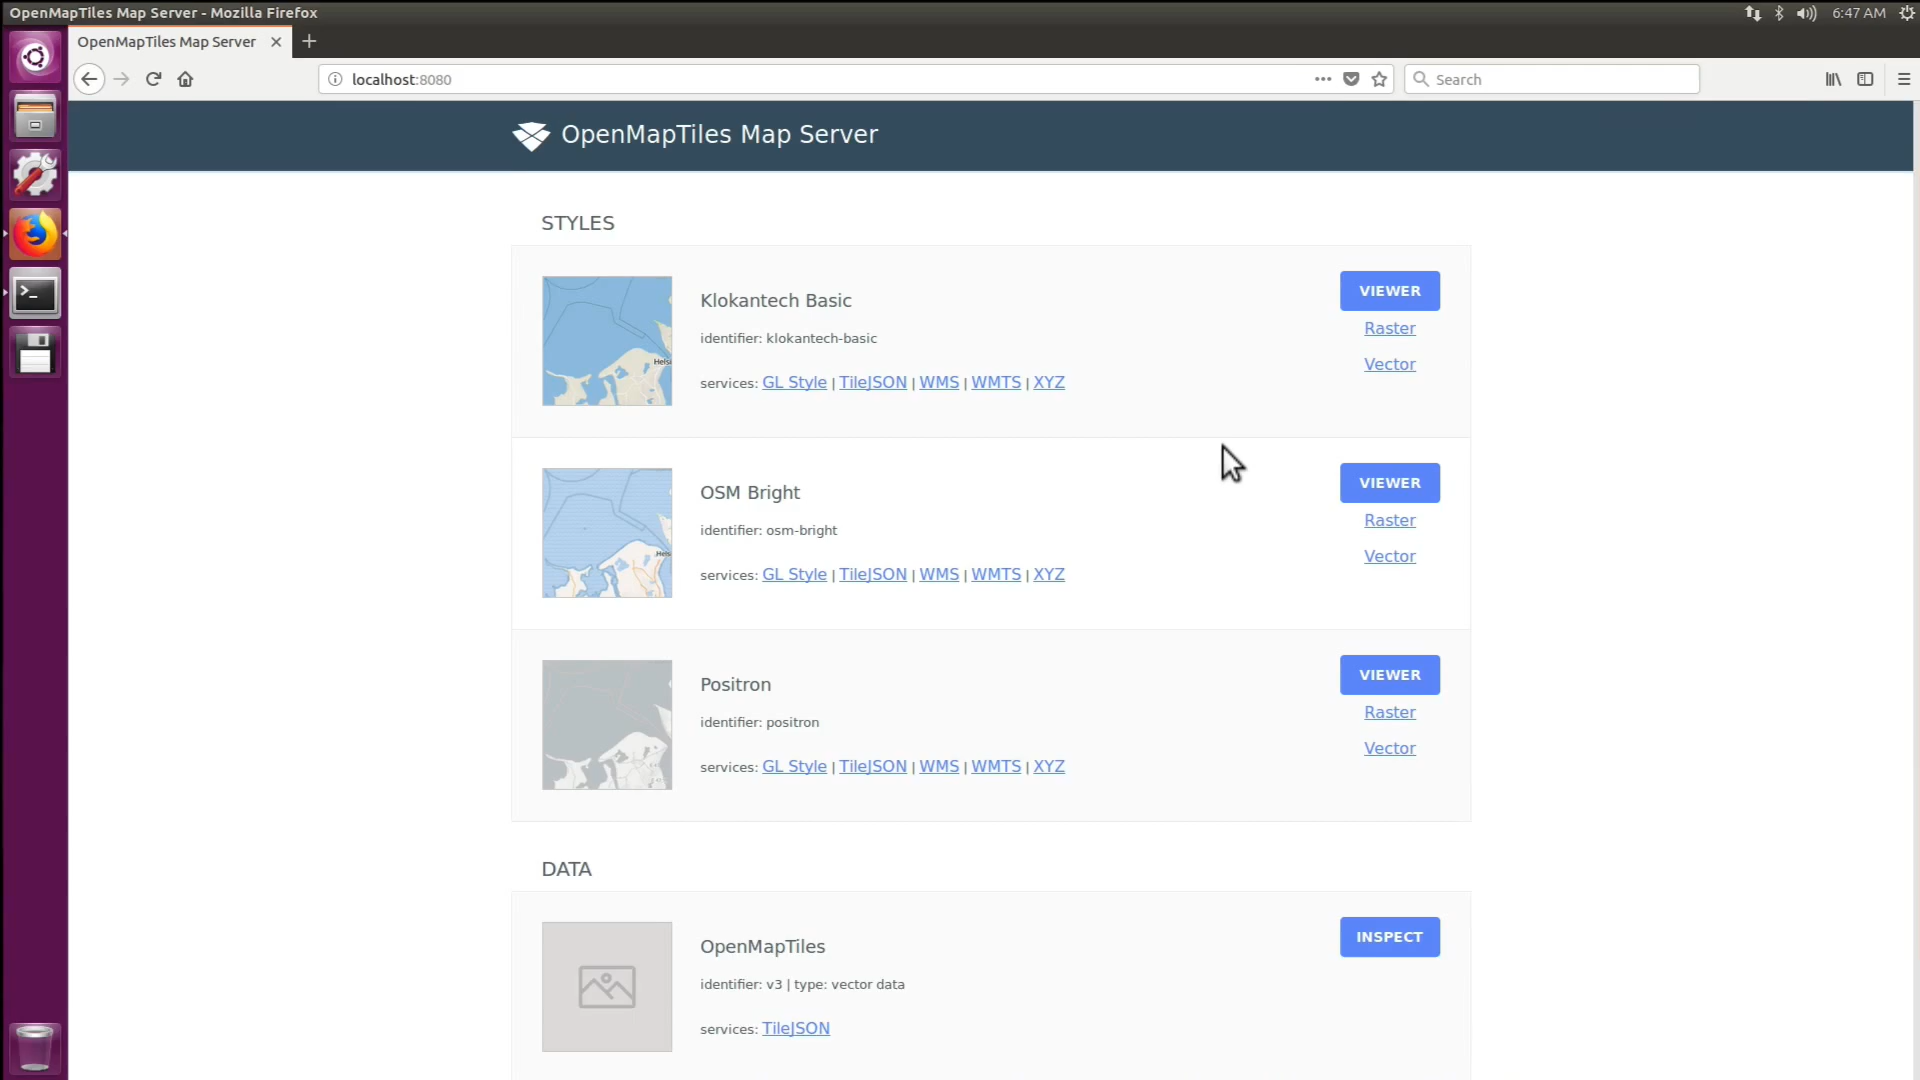 OpenMapTiles Map Server - Mozilla Firefox
6:47 AM
OpenMapTiles Map Server
localhost:8080
Search
OpenMapTiles Map Server
STYLES
Klokantech Basic
identifier: klokantech-basic
services: GL Style | TileJSON | WMS | WMTS | XYZ
VIEWER
Raster
Vector
Helsi
OSM Bright
identifier: osm-bright
services: GL Style | TileJSON | WMS | WMTS | XYZ
VIEWER
Raster
Vector
Hels
Positron
identifier: positron
services: GL Style | TileJSON | WMS | WMTS | XYZ
VIEWER
Raster
Vector
DATA
OpenMapTiles
identifier: v3 | type: vector data
services: TileJSON
INSPECT